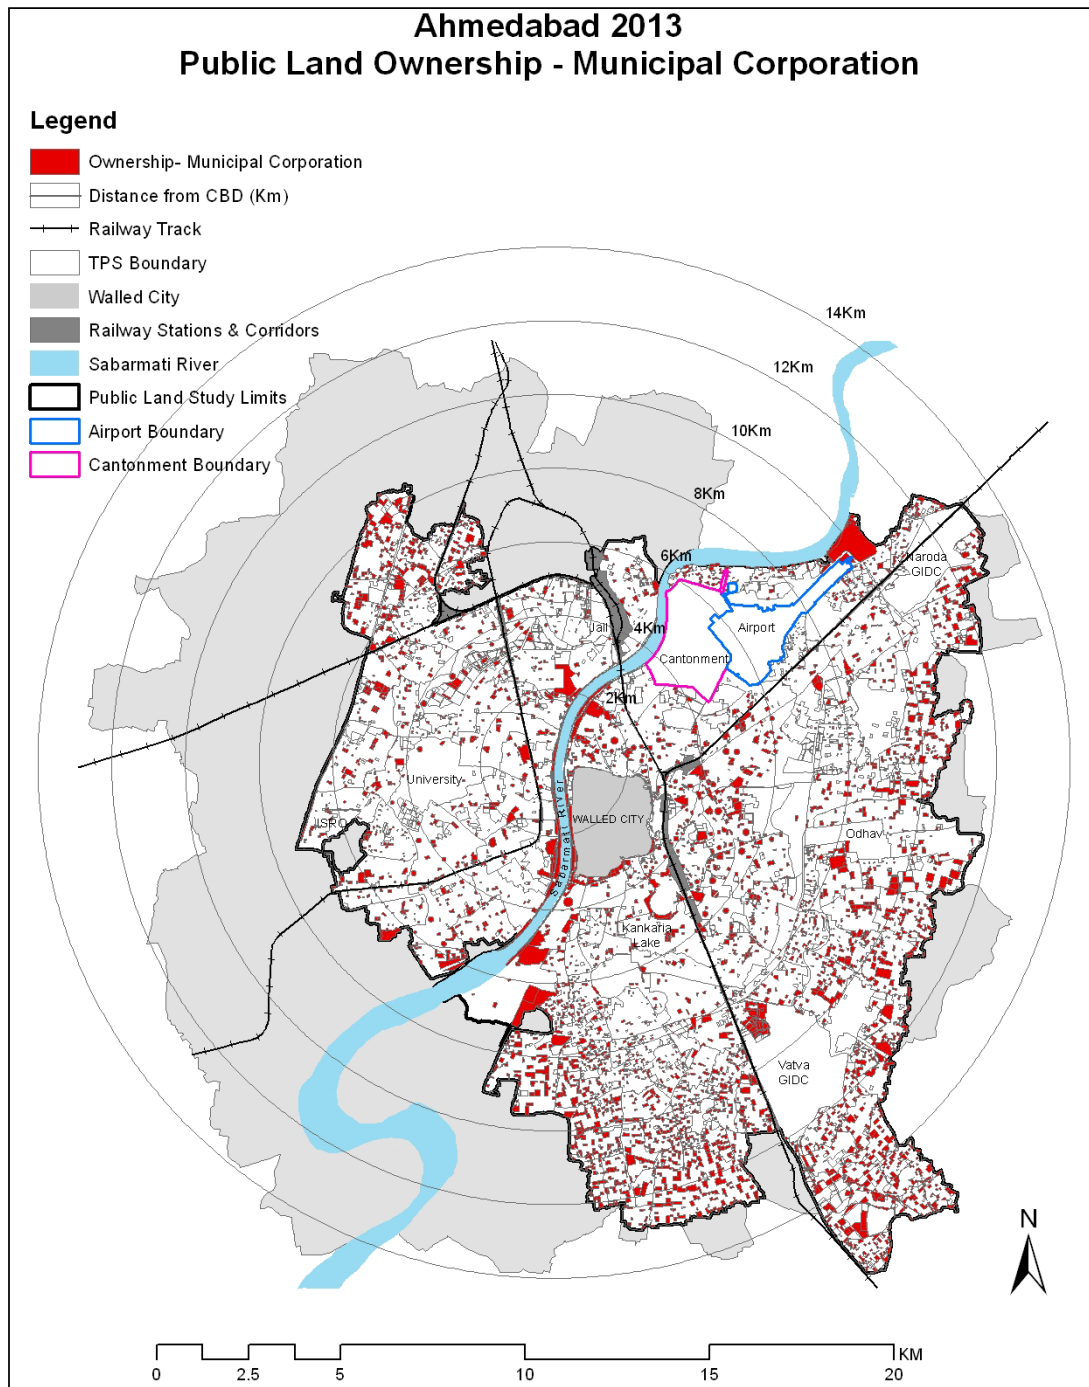 Ahmedabad 2013
Public Land Ownership - Municipal Corporation
Legend
Ownership- Municipal Corporation
Distance from CBD (Km)
Railway Track
TPS Boundary
Walled City
Railway Stations & Corridors
Sabarmati River
Public Land Study Limits
Airport Boundary
Cantonment Boundary
14Km
12Km
10Km
8Km
6Km
4Km
2Km
Naroda
GIDC
Jail
Airport
Cantonment
University
ISRO
Sabarmati River
WALLED CITY
Odhav
Kankaria
Lake
Vatva
GIDC
N
0
2.5
5
10
15
20
KM